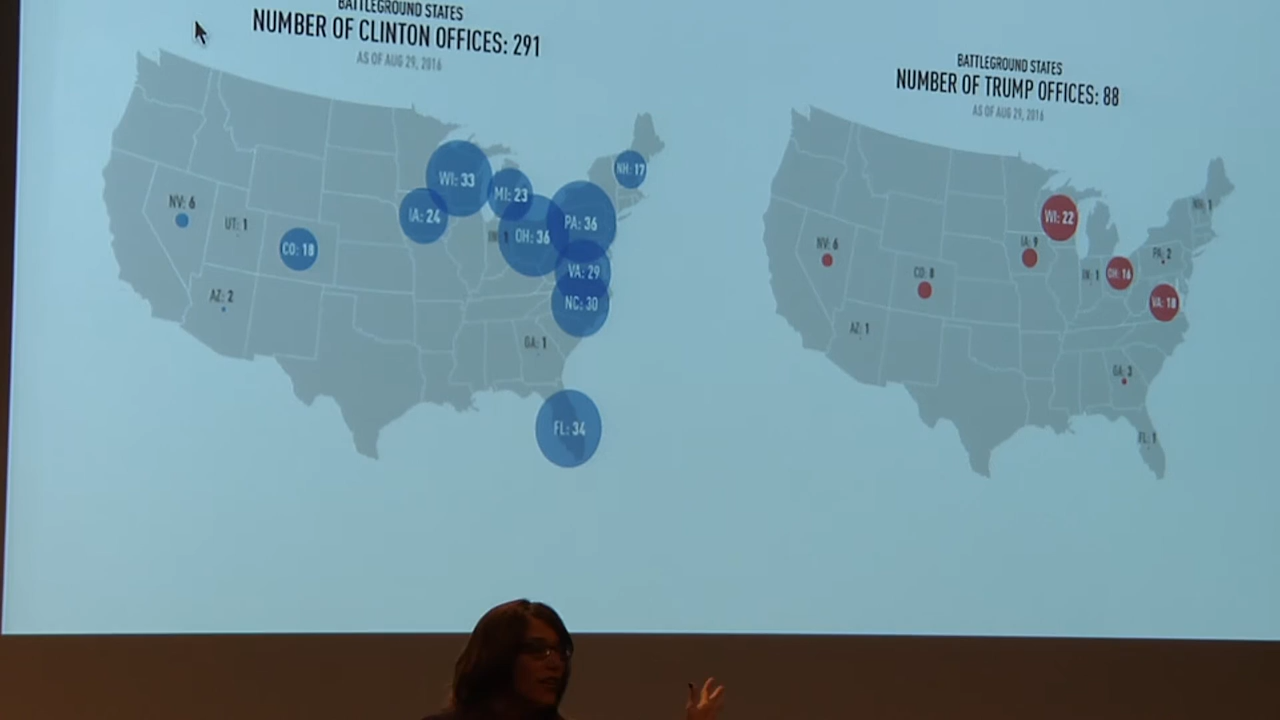 BATTLEGROUND STATES
NUMBER OF CLINTON OFFICES: 291
AS OF AUG 29, 2016
NH: 17
WI: 33
MI: 23
NV: 6
UT: 1
IA: 24
PA: 36
IN: 1
OH: 36
CO: 18
VA: 29
AZ: 2
NC: 30
GA: 1
FL: 34
BATTLEGROUND STATES
NUMBER OF TRUMP OFFICES: 88
AS OF AUG 29, 2016
NH: 1
WI: 22
NV: 6
IA: 9
PA: 2
CO: 8
IN: 1
OH: 16
VA: 18
AZ: 1
GA: 3
FL: 1